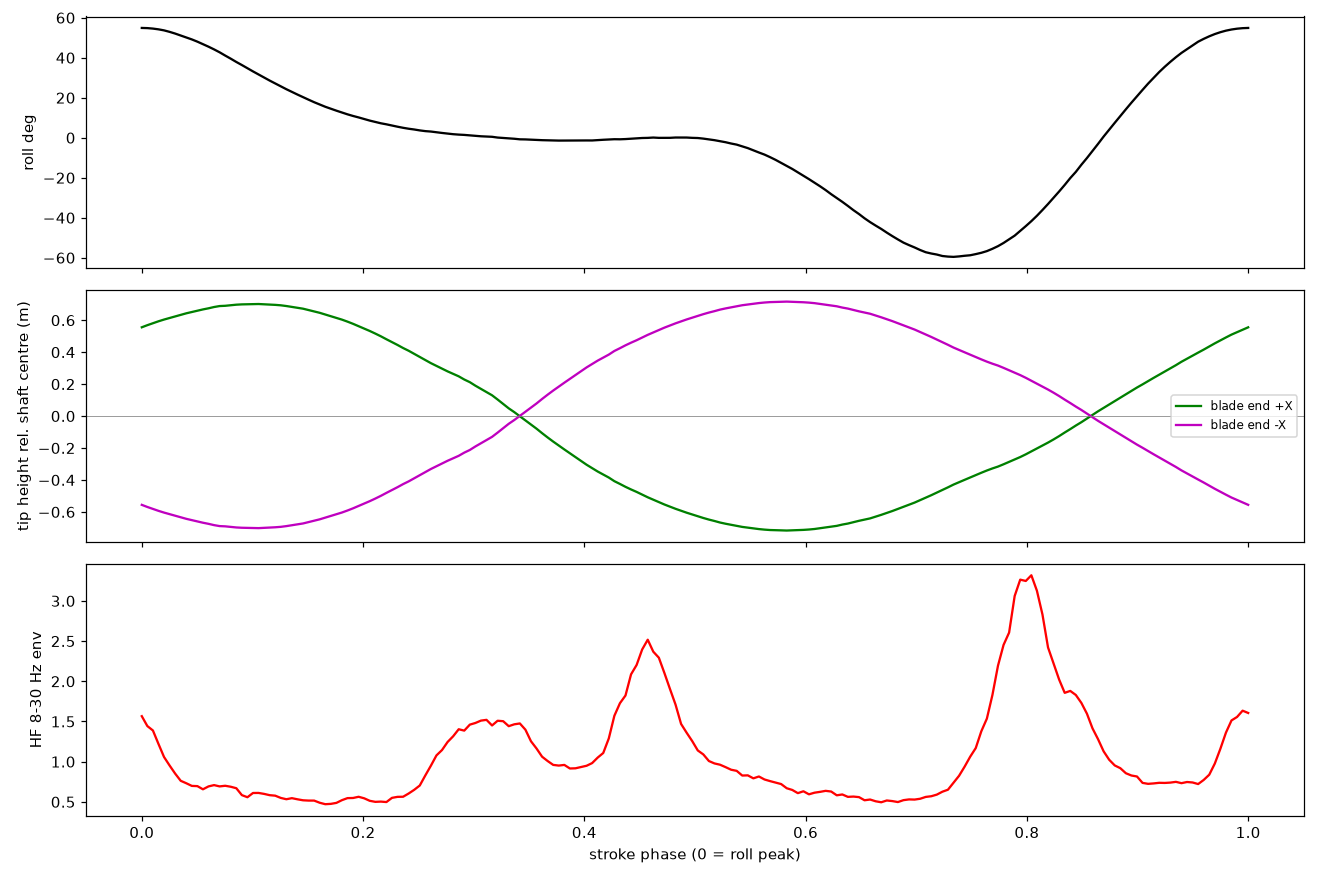 60
40
20
0
−20
−40
−60
roll deg
0.6
0.4
0.2
0.0
−0.2
−0.4
−0.6
tip height rel. shaft centre (m)
blade end +X
blade end -X
3.0
2.5
2.0
1.5
1.0
0.5
HF 8-30 Hz env
0.0 0.2 0.4 0.6 0.8 1.0
stroke phase (0 = roll peak)